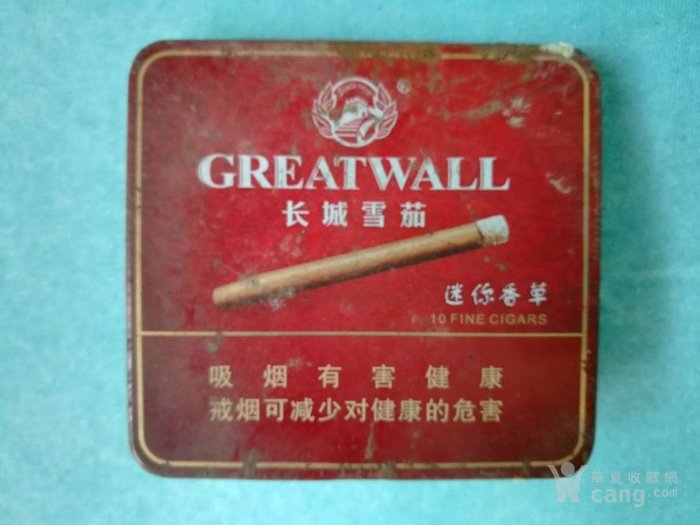 ®
GREATWALL
长城雪茄
迷你香草
10 FINE CIGARS
吸烟有害健康
戒烟可减少对健康的危害
華夏收藏網
cang.com